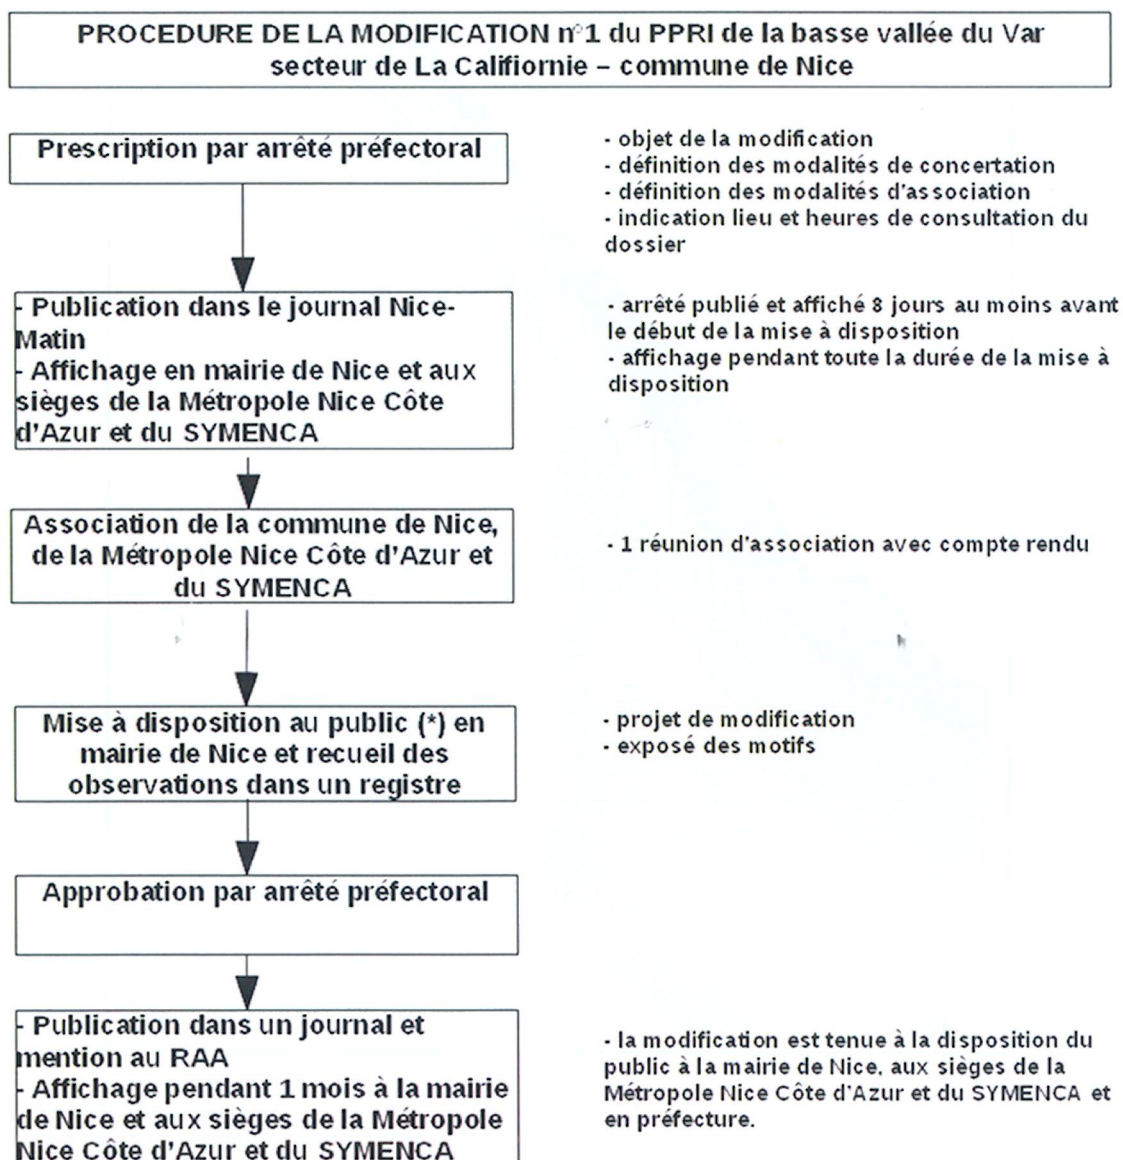 PROCEDURE DE LA MODIFICATION n°1 du PPRI de la basse vallée du Var
secteur de La Califiornie – commune de Nice
Prescription par arrêté préfectoral
- objet de la modification
- définition des modalités de concertation
- définition des modalités d'association
- indication lieu et heures de consultation du
dossier
- Publication dans le journal Nice-
Matin
- Affichage en mairie de Nice et aux
sièges de la Métropole Nice Côte
d'Azur et du SYMENCA
- arrêté publié et affiché 8 jours au moins avant
le début de la mise à disposition
- affichage pendant toute la durée de la mise à
disposition
Association de la commune de Nice,
de la Métropole Nice Côte d'Azur et
du SYMENCA
- 1 réunion d'association avec compte rendu
Mise à disposition au public (*) en
mairie de Nice et recueil des
observations dans un registre
- projet de modification
- exposé des motifs
Approbation par arrêté préfectoral
- Publication dans un journal et
mention au RAA
- Affichage pendant 1 mois à la mairie
de Nice et aux sièges de la Métropole
Nice Côte d'Azur et du SYMENCA
- la modification est tenue à la disposition du
public à la mairie de Nice, aux sièges de la
Métropole Nice Côte d'Azur et du SYMENCA et
en préfecture.